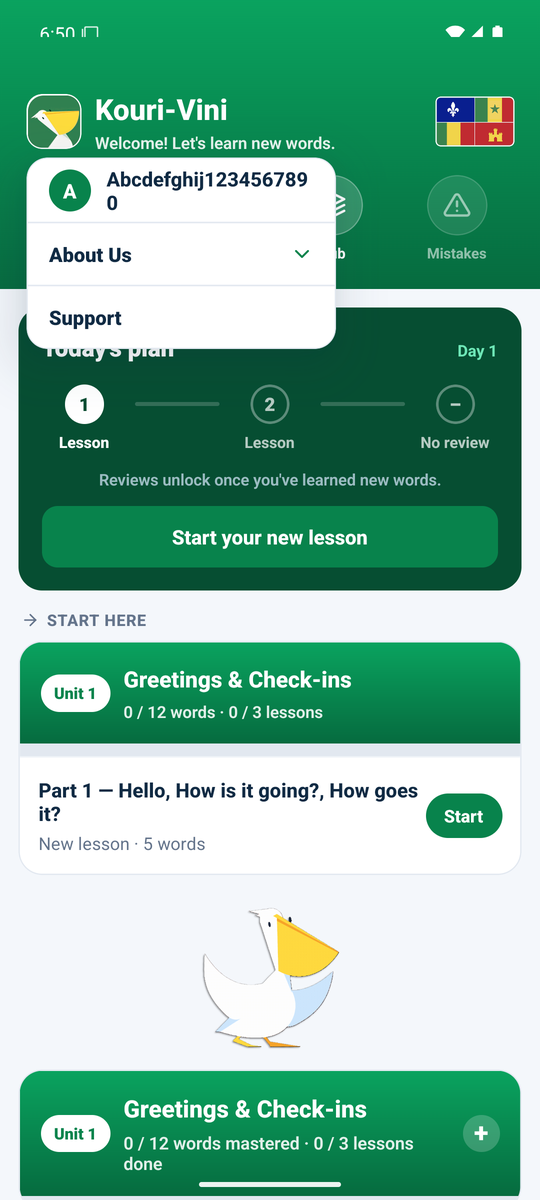 6:50
Kouri-Vini
Welcome! Let's learn new words.
A
Abcdefghij123456789
0
About Us
Support
Mistakes
Today's plan
Day 1
1
2
–
Lesson
Lesson
No review
Reviews unlock once you've learned new words.
Start your new lesson
START HERE
Unit 1
Greetings & Check-ins
0 / 12 words · 0 / 3 lessons
Part 1 — Hello, How is it going?, How goes
it?
New lesson · 5 words
Start
Unit 1
Greetings & Check-ins
0 / 12 words mastered · 0 / 3 lessons
done